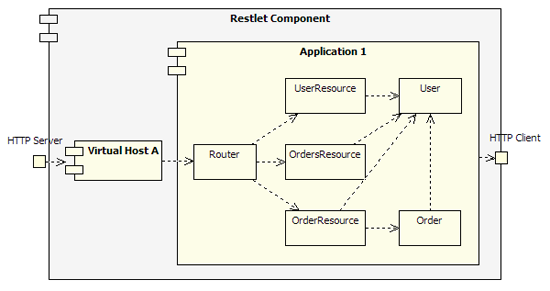 Restlet Component
Application 1
UserResource
User
HTTP Server
HTTP Client
Virtual Host A
Router
OrdersResource
OrderResource
Order